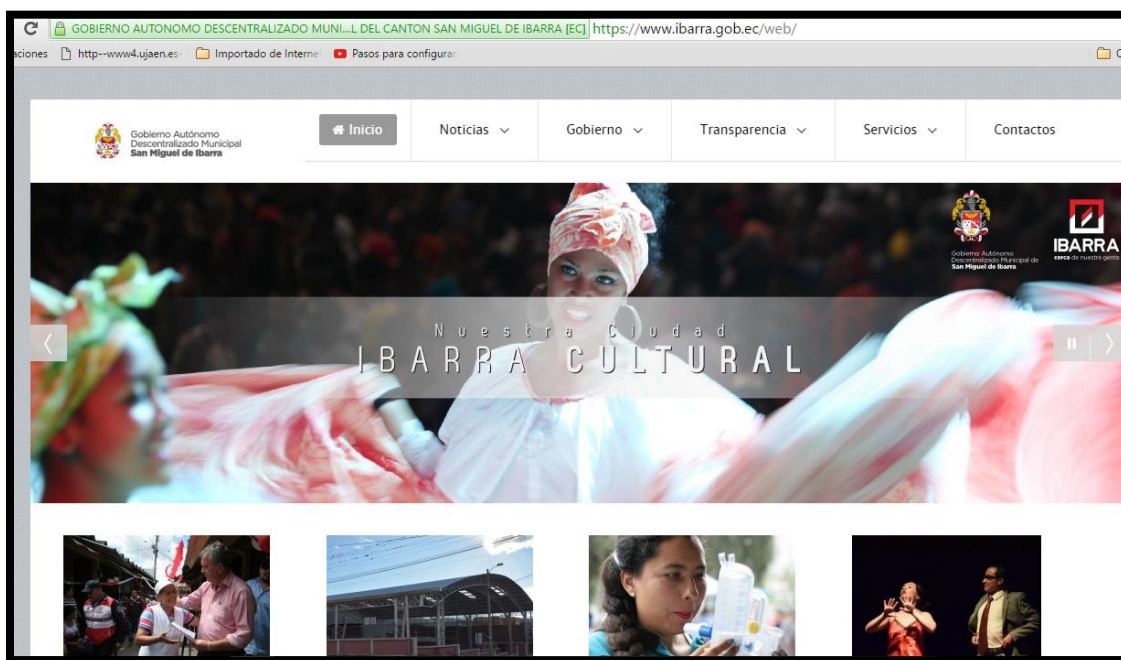 GOBIERNO AUTONOMO DESCENTRALIZADO MUNI...L DEL CANTON SAN MIGUEL DE IBARRA [EC] https://www.ibarra.gob.ec/web/
aciones http--www4.ujaen.es- Importado de Interne Pasos para configurar
Gobierno Autónomo
Descentralizado Municipal
San Miguel de Ibarra
Inicio Noticias Gobierno Transparencia Servicios Contactos
Gobierno Autónomo
Descentralizado Municipal de
San Miguel de Ibarra
IBARRA
cerca de nuestra gente
Nuestra Ciudad
IBARRA CULTURAL